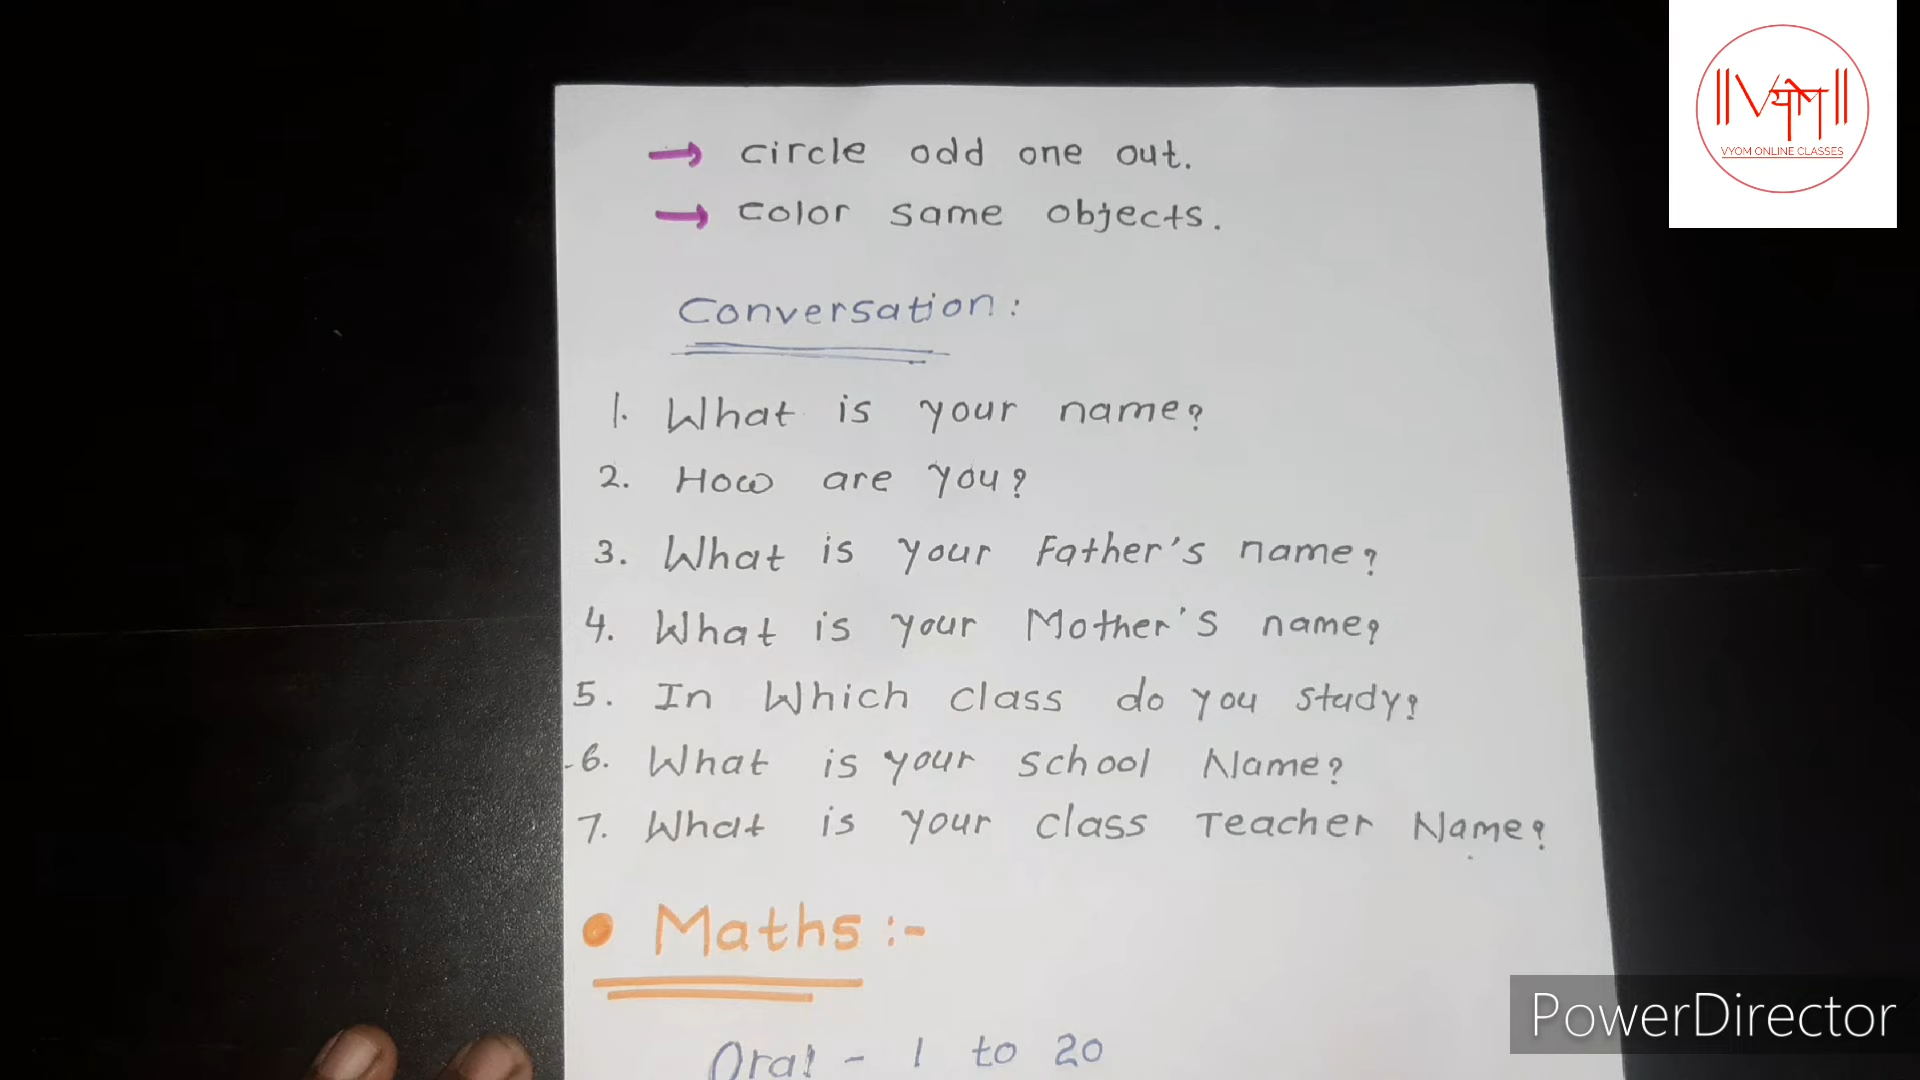 → circle odd one out.
→ color same objects.
Conversation:
1. What is your name?
2. How are you?
3. What is your Father's name?
4. What is your Mother's name?
5. In Which class do you study?
6. What is your school Name?
7. What is your class Teacher Name?
• Maths :-
Oral - 1 to 20
||Vयोम||
VYOM ONLINE CLASSES
PowerDirector